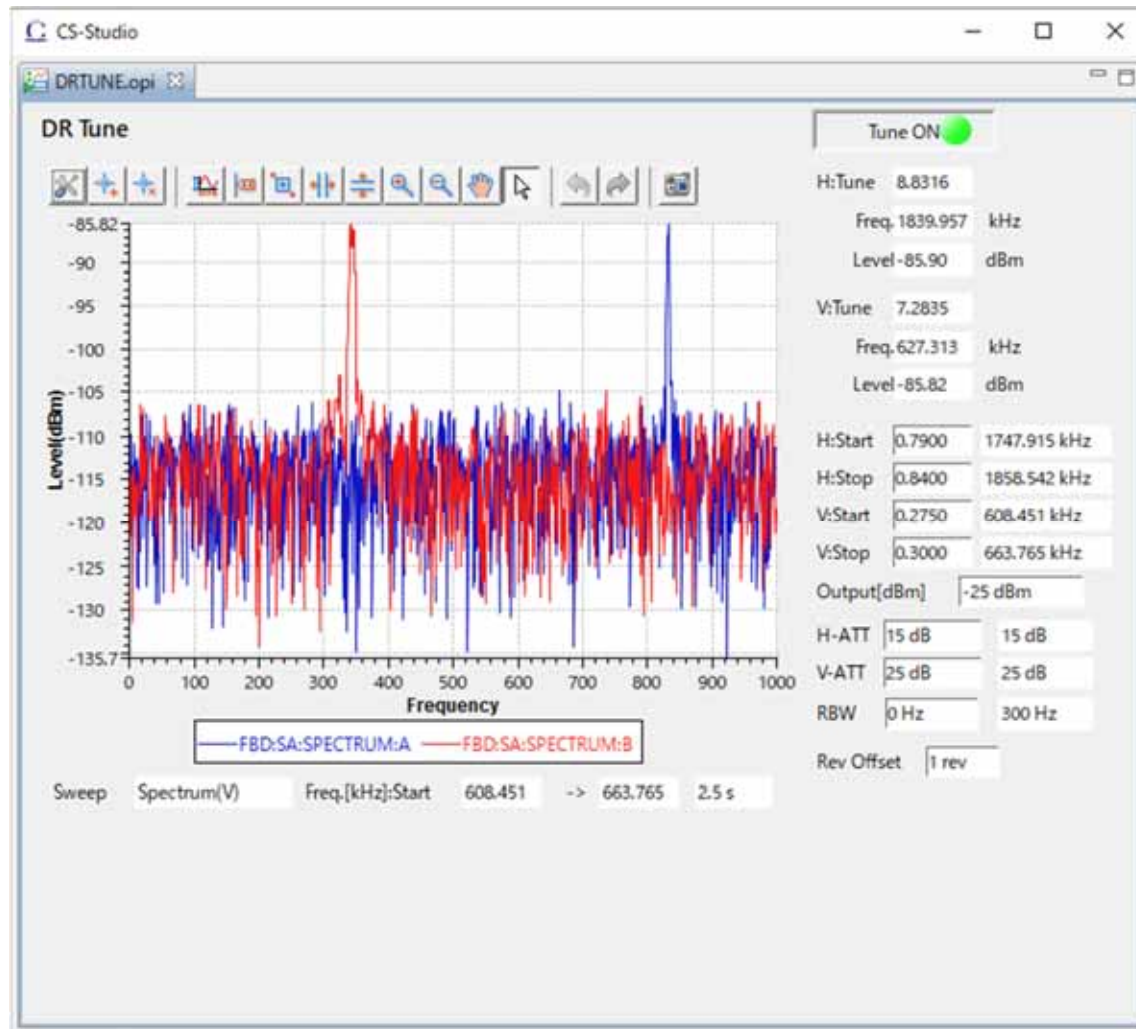 CS-Studio
DRTUNE.opi
DR Tune
Tune ON
H:Tune 8.8316
Freq. 1839.957 kHz
Level -85.90 dBm
V:Tune 7.2835
Freq. 627.313 kHz
Level -85.82 dBm
H:Start 0.7900 1747.915 kHz
H:Stop 0.8400 1858.542 kHz
V:Start 0.2750 608.451 kHz
V:Stop 0.3000 663.765 kHz
Output[dBm] -25 dBm
H-ATT 15 dB 15 dB
V-ATT 25 dB 25 dB
RBW 0 Hz 300 Hz
Rev Offset 1 rev
Level(dBm)
-85.82
-90
-95
-100
-105
-110
-115
-120
-125
-130
-135.7
0 100 200 300 400 500 600 700 800 900 1000
Frequency
FBD:SA:SPECTRUM:A FBD:SA:SPECTRUM:B
Sweep Spectrum(V) Freq.[kHz]:Start 608.451 -> 663.765 2.5 s